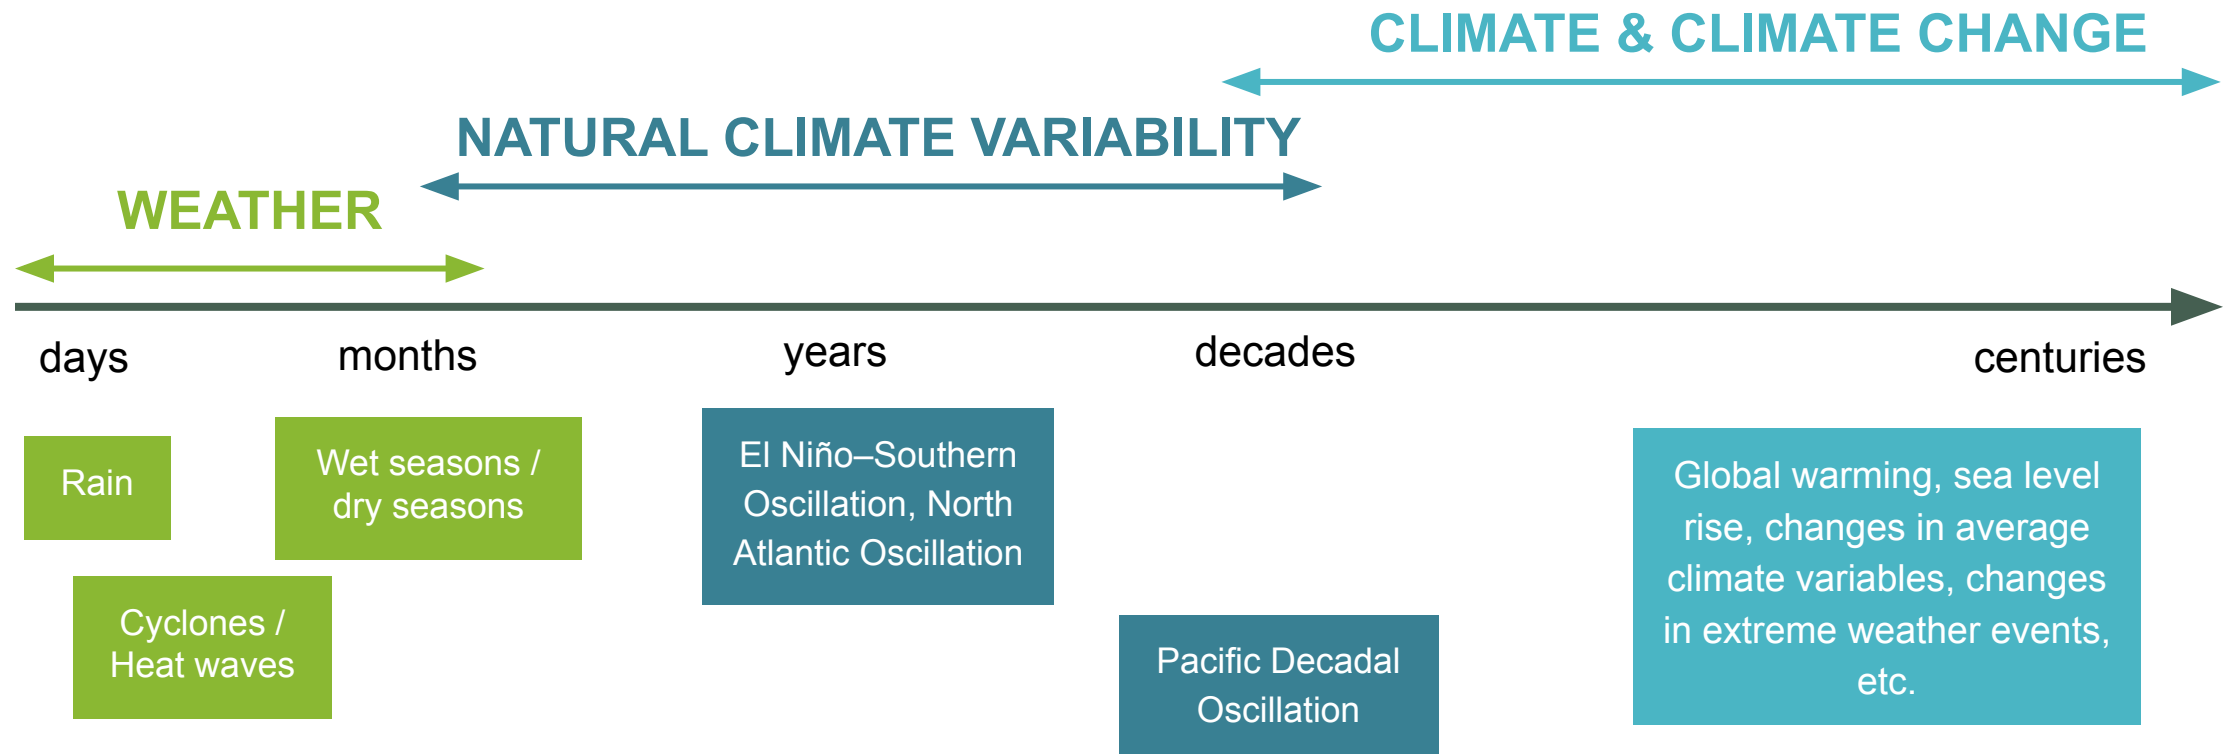 CLIMATE & CLIMATE CHANGE
NATURAL CLIMATE VARIABILITY
WEATHER
days
months
years
decades
centuries
Rain
Cyclones /
Heat waves
Wet seasons /
dry seasons
El Niño–Southern
Oscillation, North
Atlantic Oscillation
Pacific Decadal
Oscillation
Global warming, sea level
rise, changes in average
climate variables, changes
in extreme weather events,
etc.